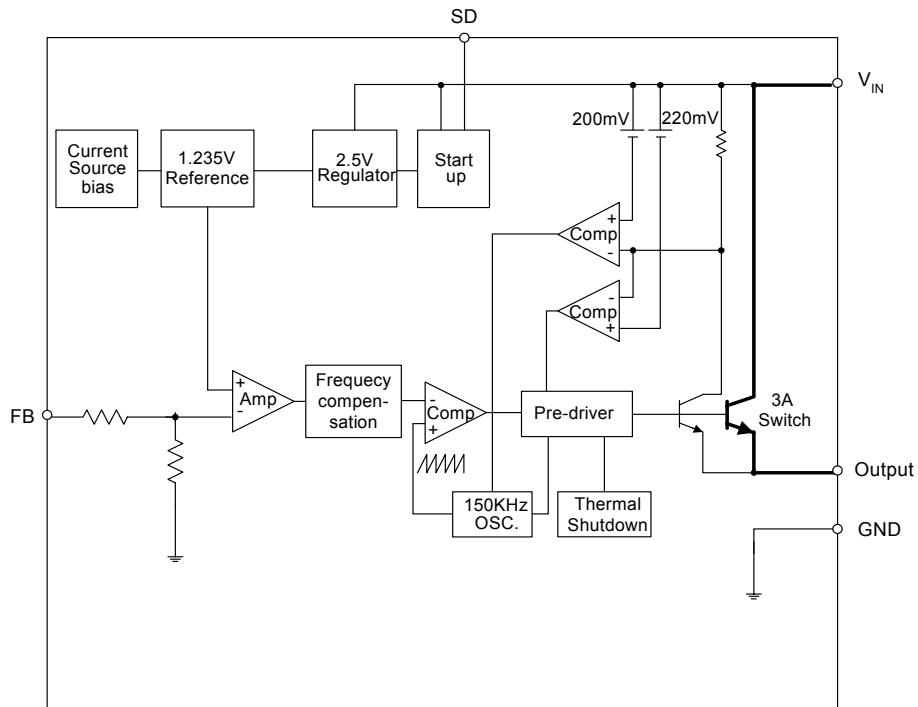 SD
V_IN
200mV
220mV
Current
Source
bias
1.235V
Reference
2.5V
Regulator
Start
up
+
Comp
-
-
Comp
+
FB
+
Amp
-
Frequecy
compen-
sation
-
Comp
+
Pre-driver
3A
Switch
150KHz
OSC.
Thermal
Shutdown
Output
GND